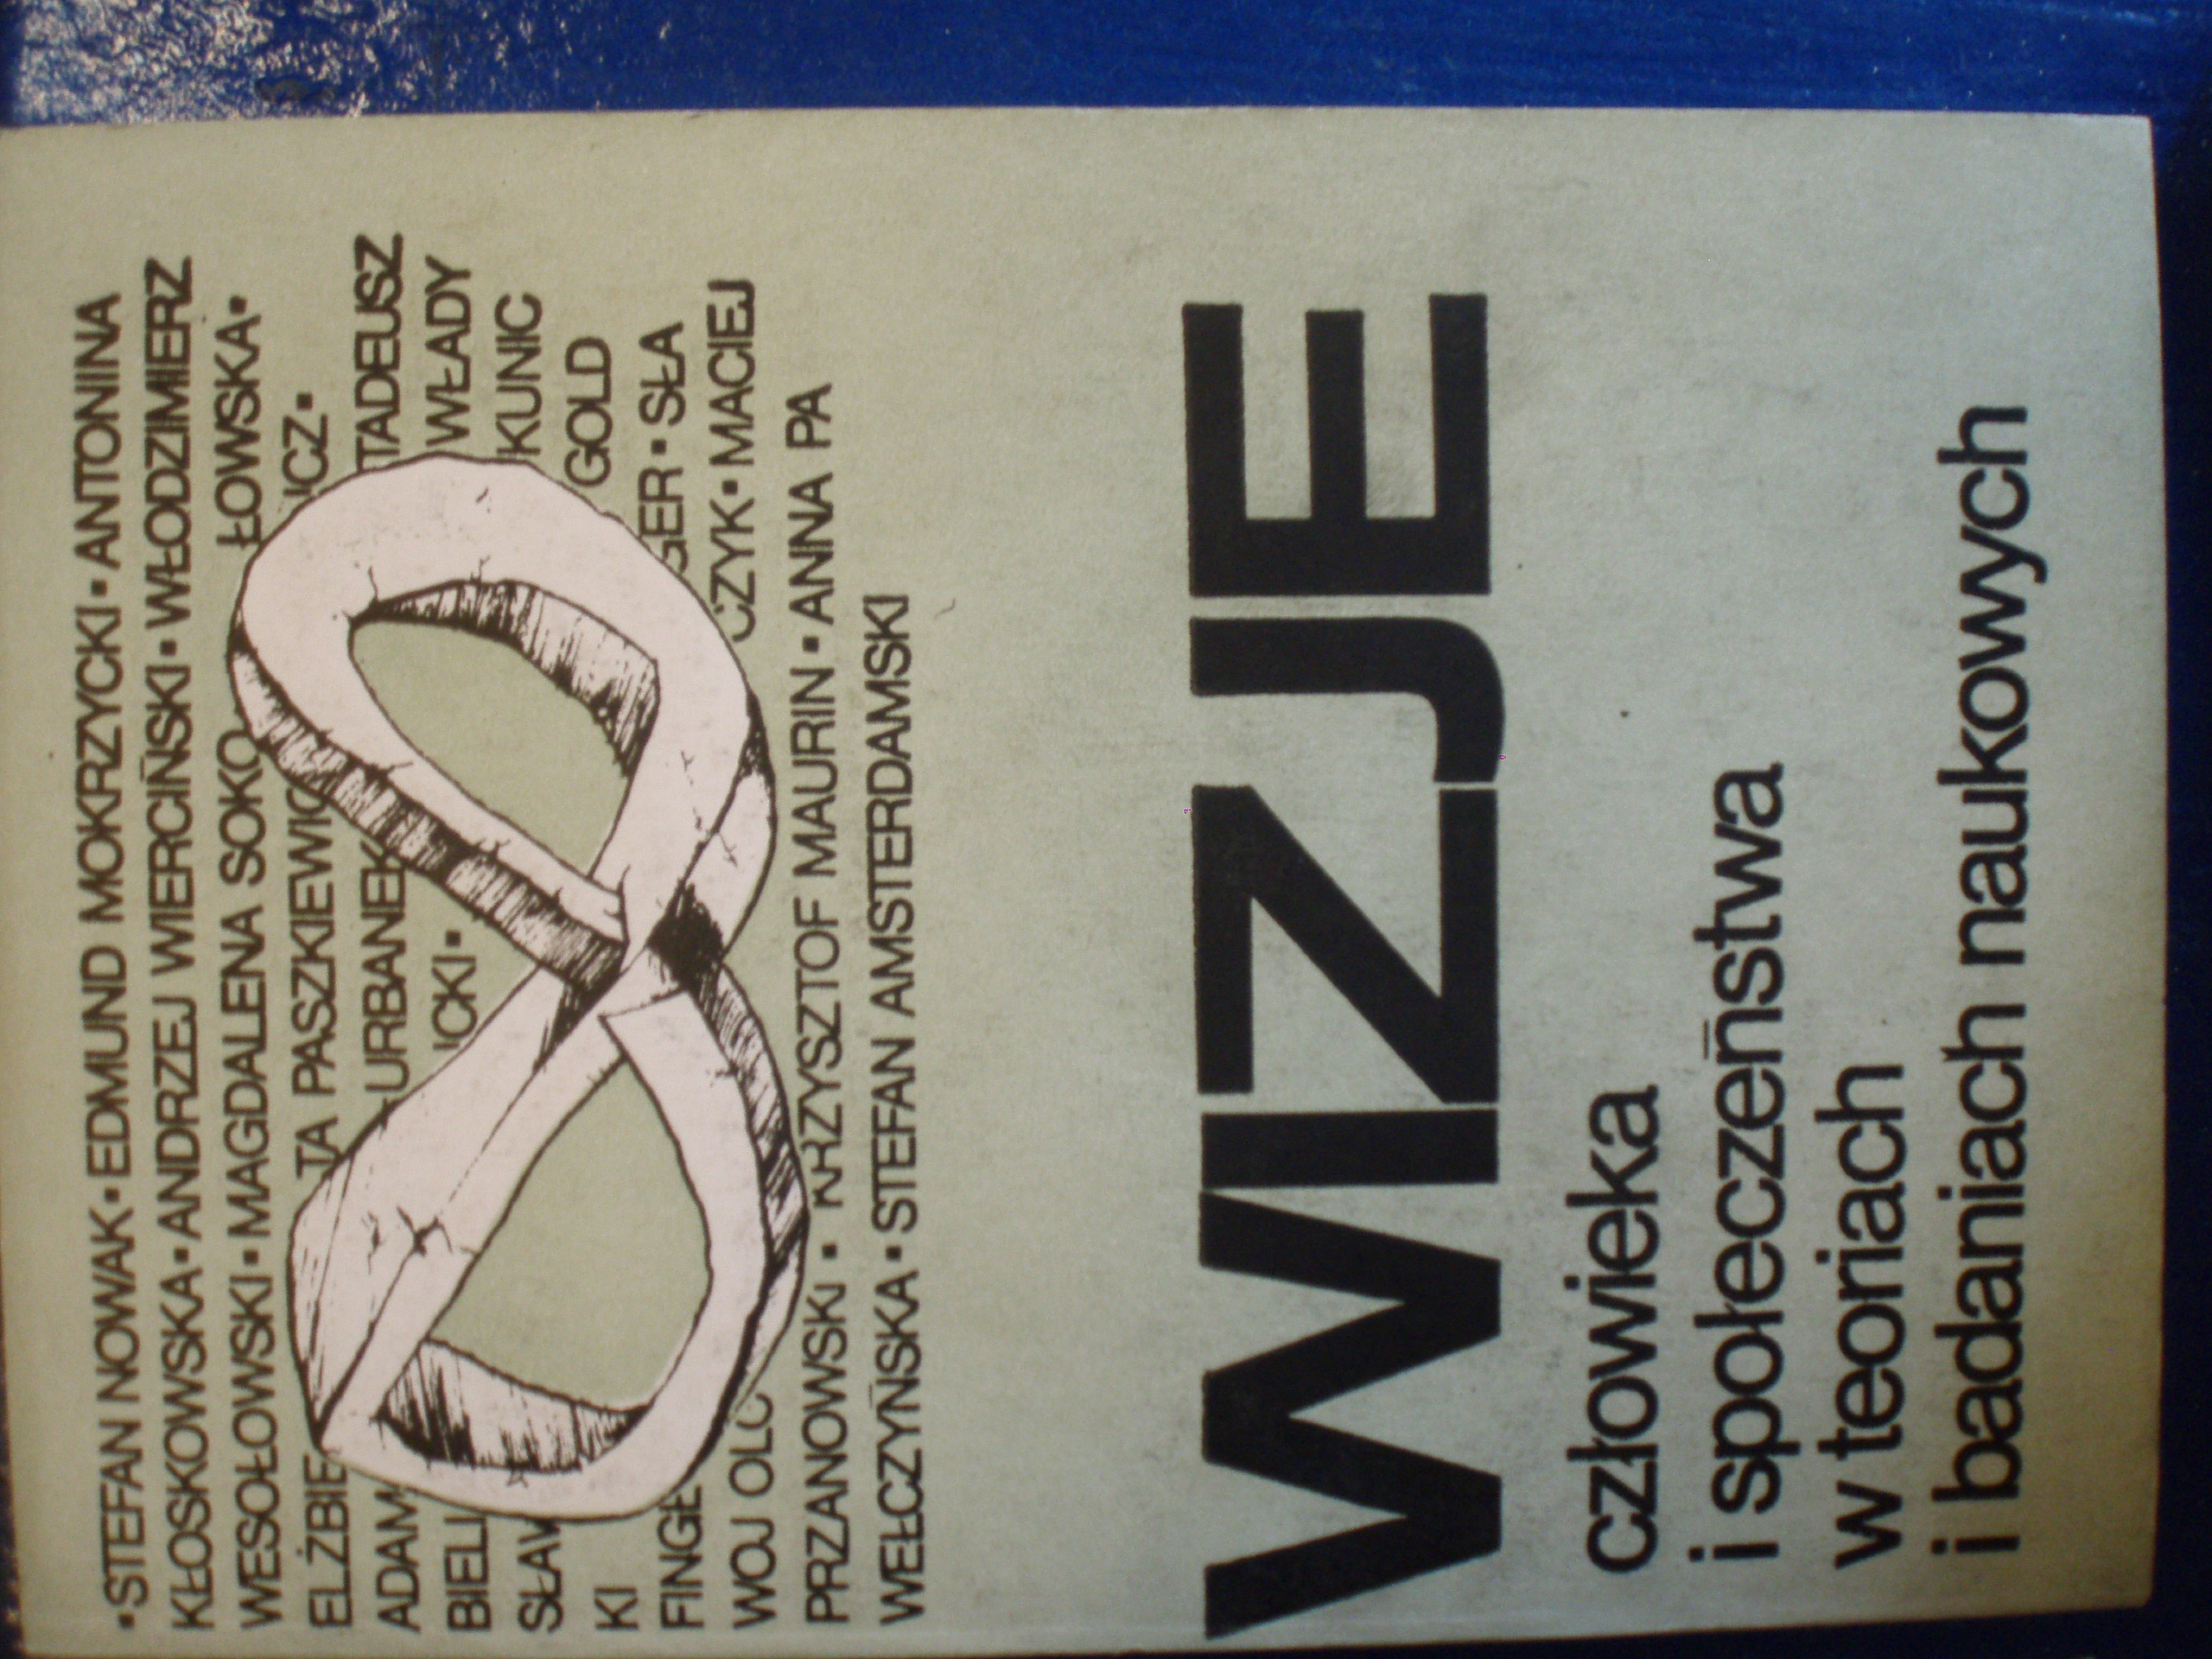 •STEFAN NOWAK•EDMUND MOKRZYCKI•ANTONINA
KŁOSKOWSKA•ANDRZEJ WIERCIŃSKI•WŁODZIMIERZ
WESOŁOWSKI•MAGDALENA SOKO ŁOWSKA•
ELŻBIE TA PASZKIEWIC ICZ•
ADAM URBANEK TADEUSZ
BIELI ICKI• WŁADY
SŁAW KUNIC
KI GOLD
FINGE GER•SŁA
WOJ OLC CZYK•MACIEJ
PRZANOWSKI•KRZYSZTOF MAURIN•ANNA PA
WEŁCZYŃSKA•STEFAN AMSTERDAMSKI
WIZJE
człowieka
i społeczeństwa
w teoriach
i badaniach naukowych